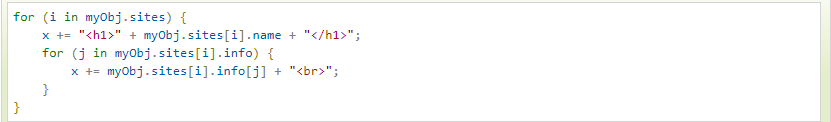 for (i in myObj.sites) {
    x += "<h1>" + myObj.sites[i].name + "</h1>";
    for (j in myObj.sites[i].info) {
        x += myObj.sites[i].info[j] + "<br>";
    }
}